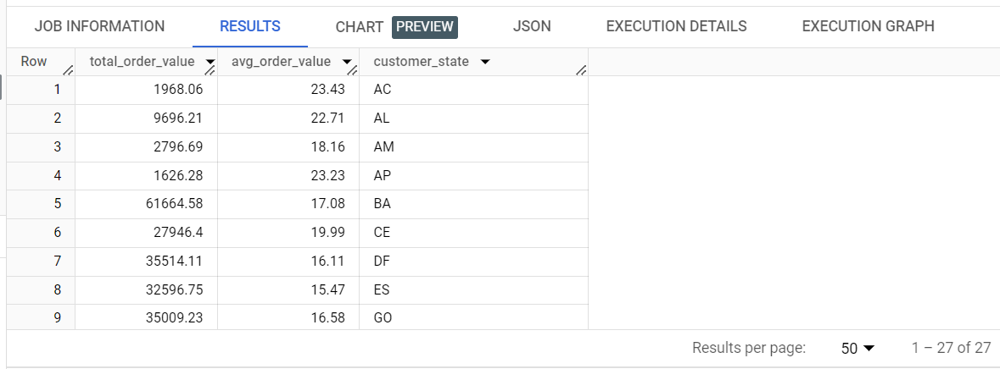 JOB INFORMATION RESULTS CHART PREVIEW JSON EXECUTION DETAILS EXECUTION GRAPH
Row total_order_value avg_order_value customer_state
1 1968.06 23.43 AC
2 9696.21 22.71 AL
3 2796.69 18.16 AM
4 1626.28 23.23 AP
5 61664.58 17.08 BA
6 27946.4 19.99 CE
7 35514.11 16.11 DF
8 32596.75 15.47 ES
9 35009.23 16.58 GO
Results per page: 50 1 – 27 of 27